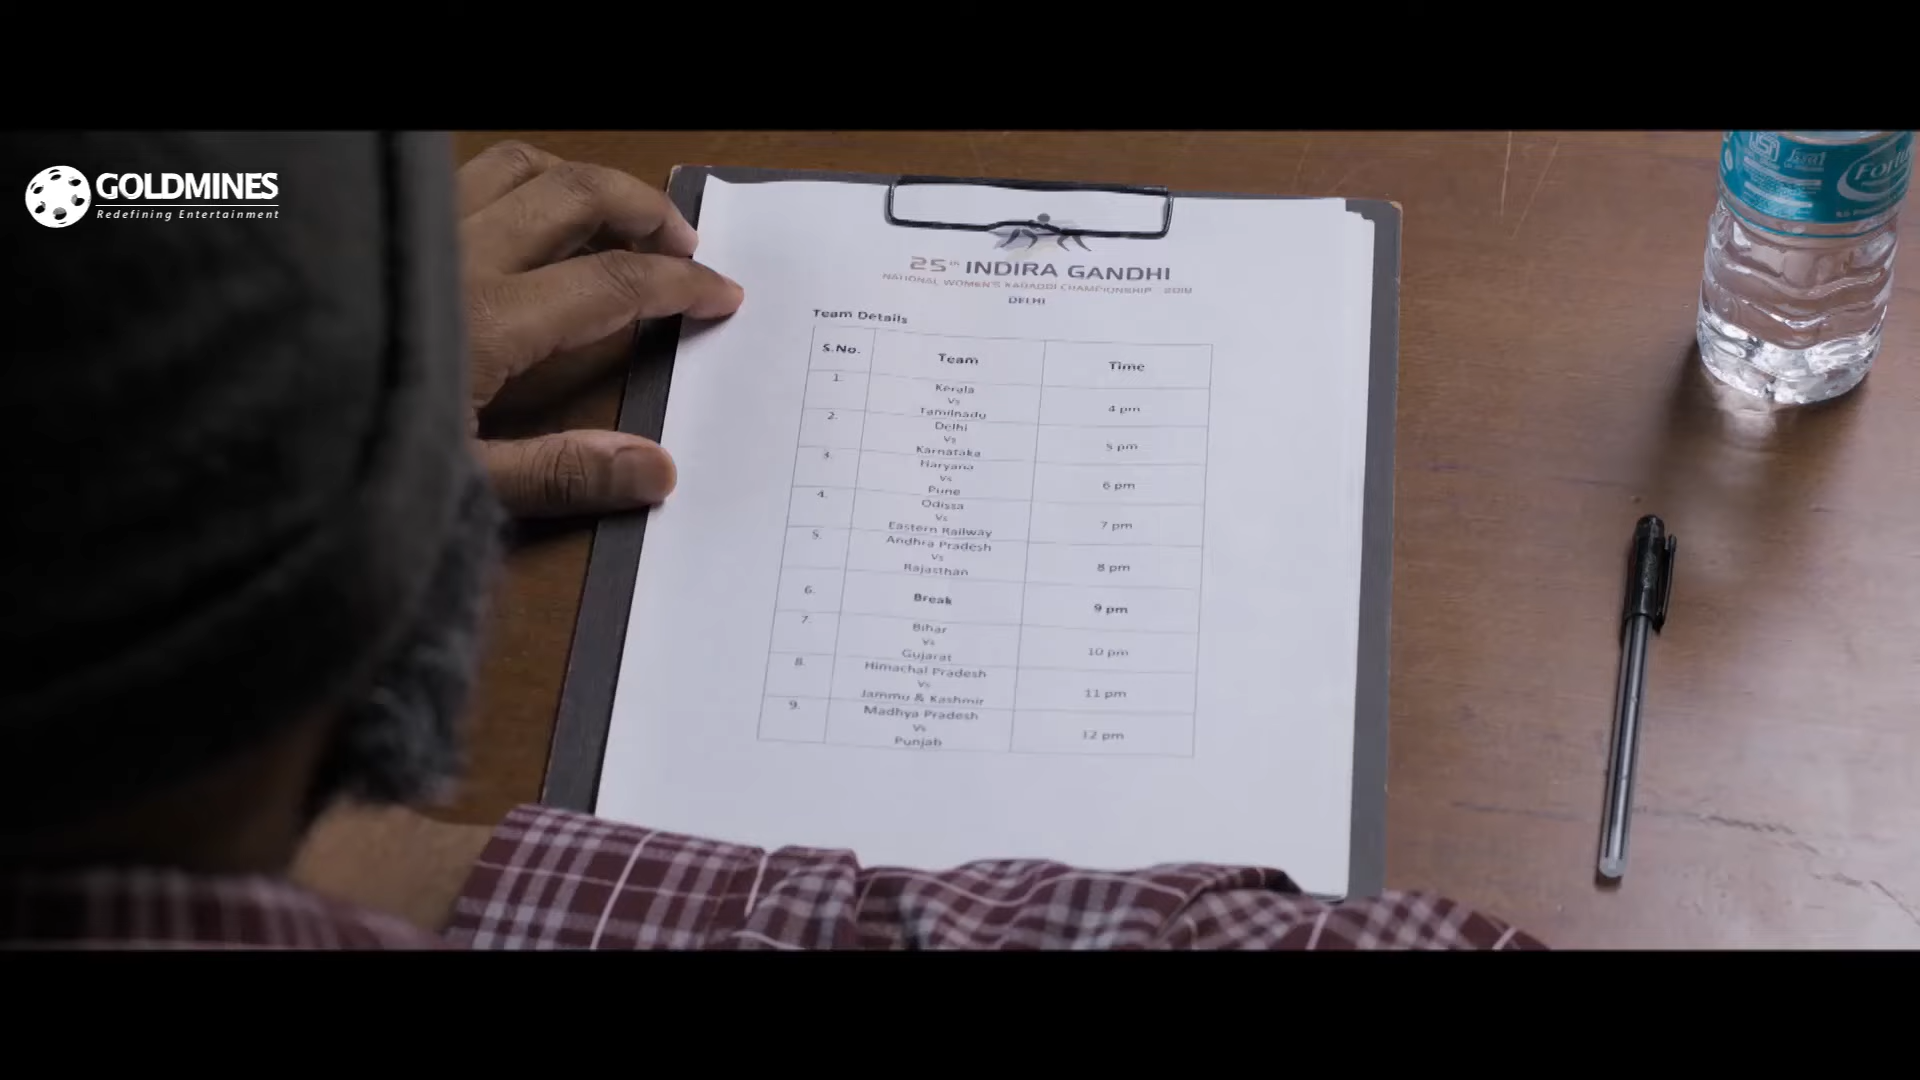 GOLDMINES
Redefining Entertainment
25th INDIRA GANDHI
NATIONAL WOMEN'S KABADDI CHAMPIONSHIP - 2019
DELHI
Team Details
S.No. Team Time
1. Kerala
Vs 4 pm
Tamilnadu
2. Delhi
Vs 5 pm
Karnataka
3. Haryana
Vs 6 pm
Pune
4. Odissa
Vs 7 pm
Eastern Railway
5. Andhra Pradesh
Vs 8 pm
Rajasthan
6. Break 9 pm
7. Bihar
Vs 10 pm
Gujarat
8. Himachal Pradesh
Vs 11 pm
Jammu & Kashmir
9. Madhya Pradesh
Vs 12 pm
Punjab